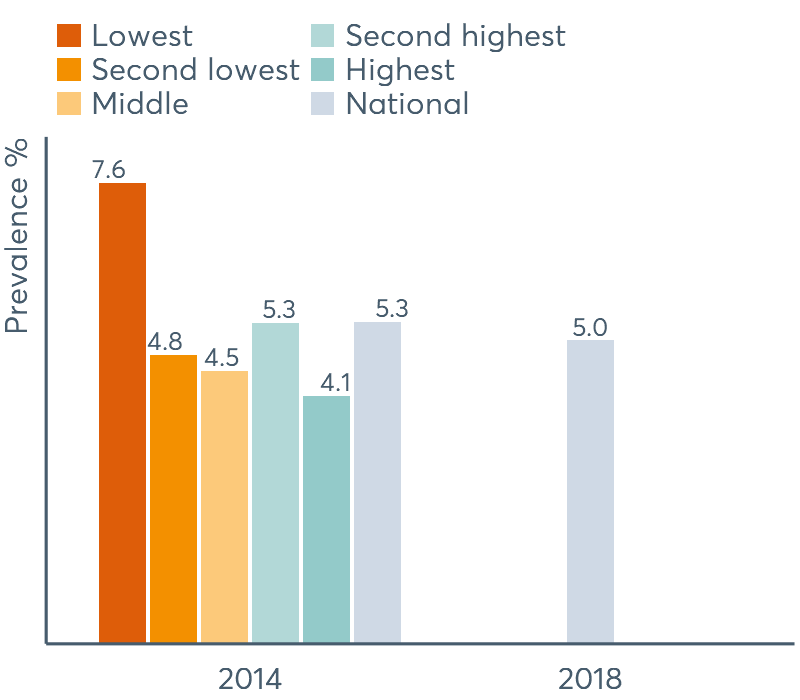 Lowest
Second lowest
Middle
Second highest
Highest
National
Prevalence %
7.6
4.8
4.5
5.3
4.1
5.3
5.0
2014
2018